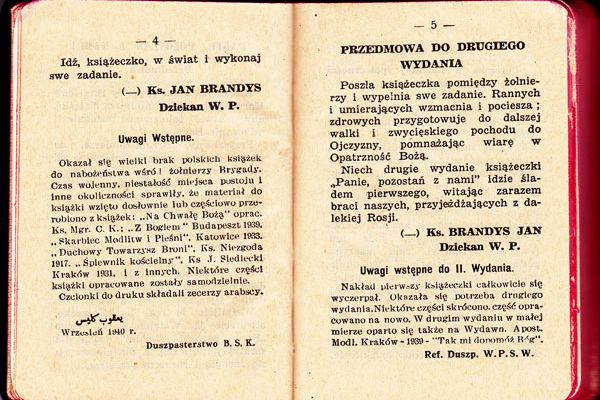 — 4 —
Idź, książeczko, w świat i wykonaj
swe zadanie.
(—) Ks. JAN BRANDYS
Dziekan W. P.
Uwagi Wstępne.
Okazał się wielki brak polskich książek
do nabożeństwa wśród żołnierzy Brygady.
Czas wojenny, niestałość miejsca postoju i
inne okoliczności sprawiły, że materiał do
książki wzięto dosłownie lub częściowo prze-
robiono z książek: „Na Chwałę Bożą" oprac.
Ks. Mgr. C. K.; „Z Bogiem" Budapeszt 1939,
„Skarbiec Modlitw i Pieśni", Katowice 1933.
„Duchowy Towarzysz Broni", Ks. Niezgoda
1917. „Śpiewnik kościelny", Ks J. Siedlecki
Kraków 1931, i z innych. Niektóre części
książki opracowane zostały samodzielnie.
Czcionki do druku składali zecerzy arabscy.
يعقوب كليس
Wrzesień 1940 r.
Duszpasterstwo B. S. K.
— 5 —
PRZEDMOWA DO DRUGIEGO
WYDANIA
Poszła książeczka pomiędzy żołnie-
rzy i wypełnia swe zadanie. Rannych
i umierających wzmacnia i pociesza;
zdrowych przygotowuje do dalszej
walki i zwycięskiego pochodu do
Ojczyzny, pomnażając wiarę w
Opatrzność Bożą.
Niech drugie wydanie książeczki
„Panie, pozostań z nami" idzie śla-
dem pierwszego, witając zarazem
braci naszych, przyjeżdżających z da-
lekiej Rosji.
(—) Ks. BRANDYS JAN
Dziekan W. P.
Uwagi wstępne do II. Wydania.
Nakład pierwszy książeczki całkowicie się
wyczerpał. Okazała się potrzeba drugiego
wydania. Niektóre części skrócono, część opra-
cowano na nowo. W drugim wydaniu w małej
mierze oparto się także na Wydawn. Apost.
Modl. Kraków - 1939 - "Tak mi dopomóż Bóg".
Ref. Duszp. W. P. S. W.